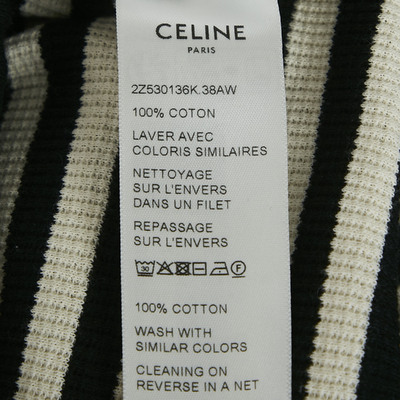 CELINE
PARIS
2Z530136K.38AW
100% COTON
LAVER AVEC
COLORIS SIMILAIRES
NETTOYAGE
SUR L'ENVERS
DANS UN FILET
REPASSAGE
SUR L'ENVERS
30 F
100% COTTON
WASH WITH
SIMILAR COLORS
CLEANING ON
REVERSE IN A NET